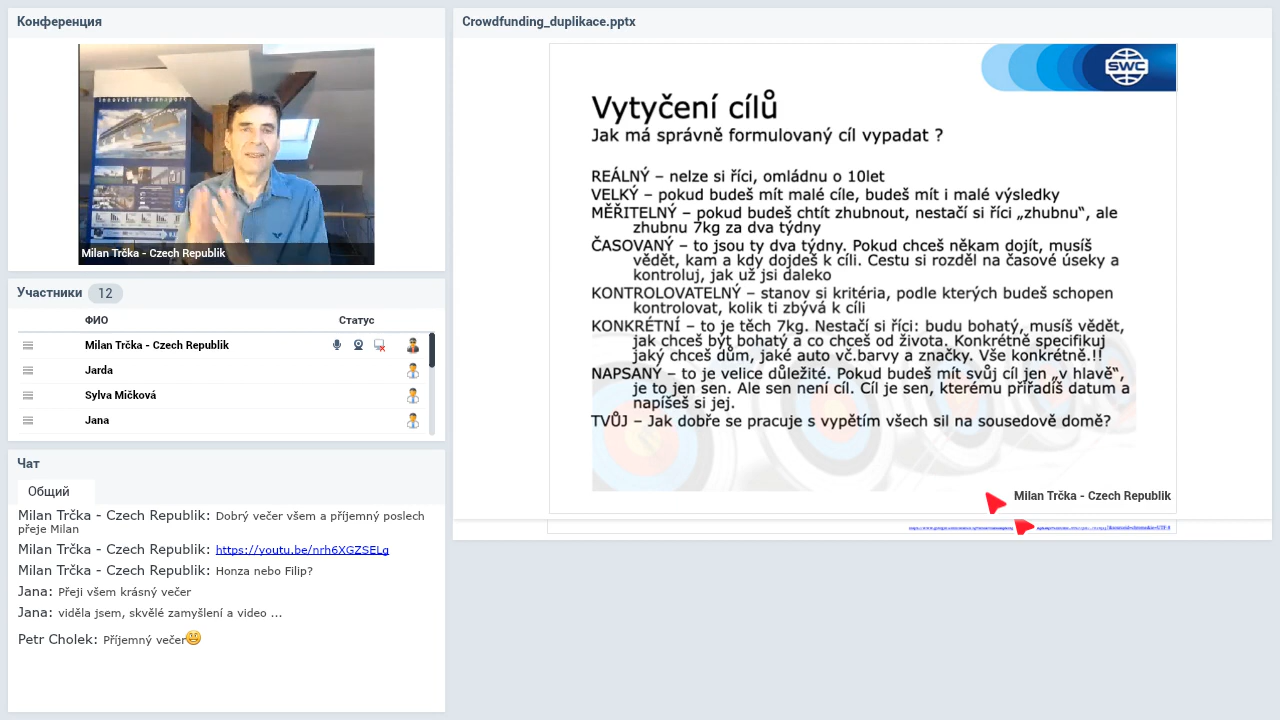 Конференция
innovative transport
Milan Trčka - Czech Republik
Участники 12
ФИО Статус
Milan Trčka - Czech Republik
Jarda
Sylva Mičková
Jana
Чат
Общий
Milan Trčka - Czech Republik: Dobrý večer všem a příjemný poslech
přeje Milan
Milan Trčka - Czech Republik: https://youtu.be/nrh6XGZSELg
Milan Trčka - Czech Republik: Honza nebo Filip?
Jana: Přeji všem krásný večer
Jana: viděla jsem, skvělé zamyšlení a video ...
Petr Cholek: Příjemný večer
Crowdfunding_duplikace.pptx
SWC
Vytyčení cílů
Jak má správně formulovaný cíl vypadat ?
REÁLNÝ – nelze si říci, omládnu o 10let
VELKÝ – pokud budeš mít malé cíle, budeš mít i malé výsledky
MĚŘITELNÝ – pokud budeš chtít zhubnout, nestačí si říci „zhubnu“, ale
zhubnu 7kg za dva týdny
ČASOVANÝ – to jsou ty dva týdny. Pokud chceš někam dojít, musíš
vědět, kam a kdy dojdeš k cíli. Cestu si rozděl na časové úseky a
kontroluj, jak už jsi daleko
KONTROLOVATELNÝ – stanov si kritéria, podle kterých budeš schopen
kontrolovat, kolik ti zbývá k cíli
KONKRÉTNÍ – to je těch 7kg. Nestačí si říci: budu bohatý, musíš vědět,
jak chceš být bohatý a co chceš od života. Konkrétně specifikuj
jaký chceš dům, jaké auto vč.barvy a značky. Vše konkrétně.!!
NAPSANÝ – to je velice důležité. Pokud budeš mít svůj cíl jen „v hlavě“,
je to jen sen. Ale sen není cíl. Cíl je sen, kterému přiřadíš datum a
napíšeš si jej.
TVŮJ – Jak dobře se pracuje s vypětím všech sil na sousedově domě?
Milan Trčka - Czech Republik